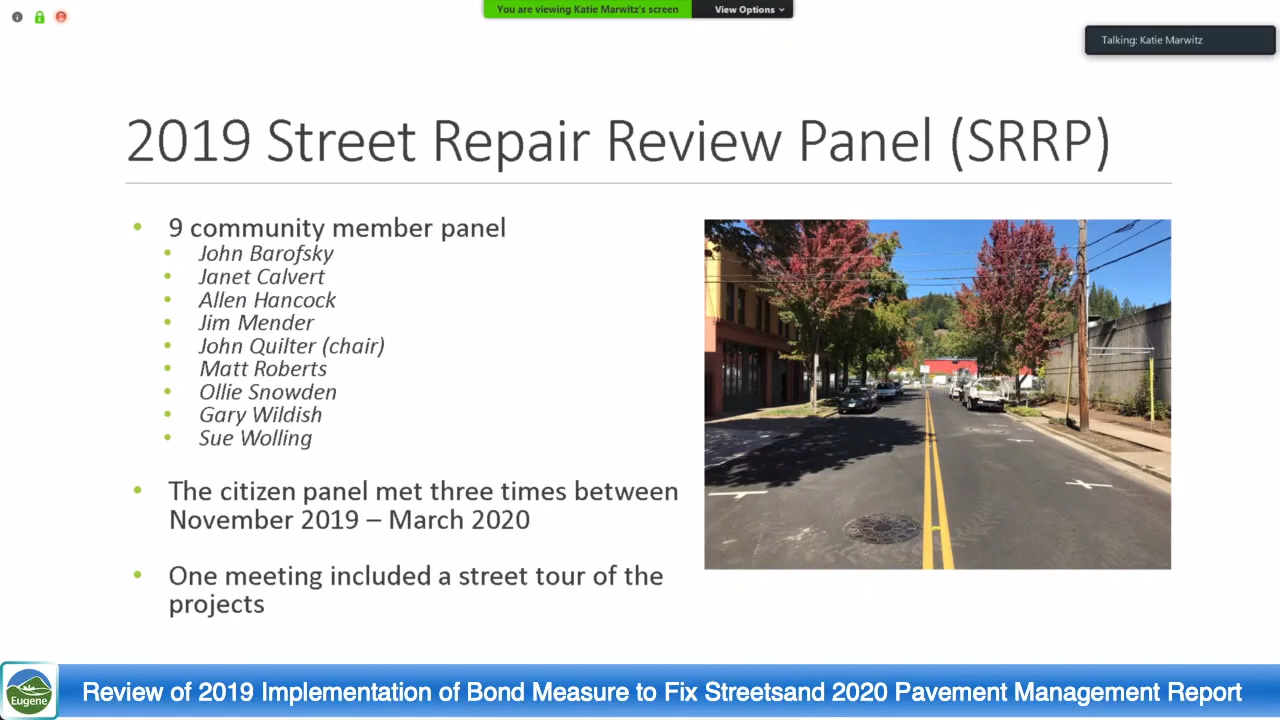 You are viewing Katie Marwitz's screen
View Options
Talking: Katie Marwitz
2019 Street Repair Review Panel (SRRP)
• 9 community member panel
• John Barofsky
• Janet Calvert
• Allen Hancock
• Jim Mender
• John Quilter (chair)
• Matt Roberts
• Ollie Snowden
• Gary Wildish
• Sue Wolling
• The citizen panel met three times between
November 2019 – March 2020
• One meeting included a street tour of the
projects
Eugene
Review of 2019 Implementation of Bond Measure to Fix Streetsand 2020 Pavement Management Report